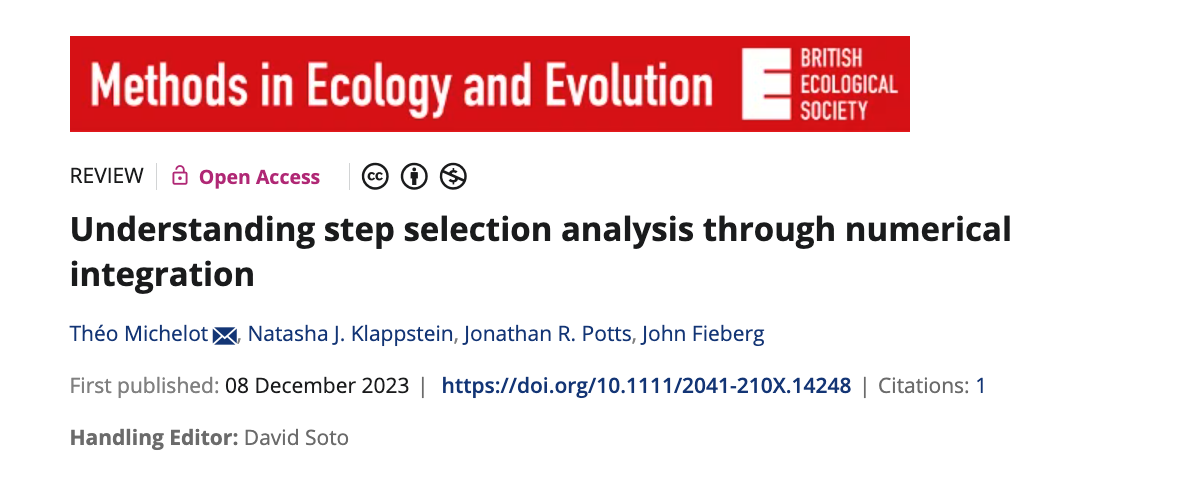 Methods in Ecology and Evolution
BRITISH
ECOLOGICAL
SOCIETY
REVIEW Open Access cc
Understanding step selection analysis through numerical
integration
Théo Michelot, Natasha J. Klappstein, Jonathan R. Potts, John Fieberg
First published: 08 December 2023 | https://doi.org/10.1111/2041-210X.14248 | Citations: 1
Handling Editor: David Soto